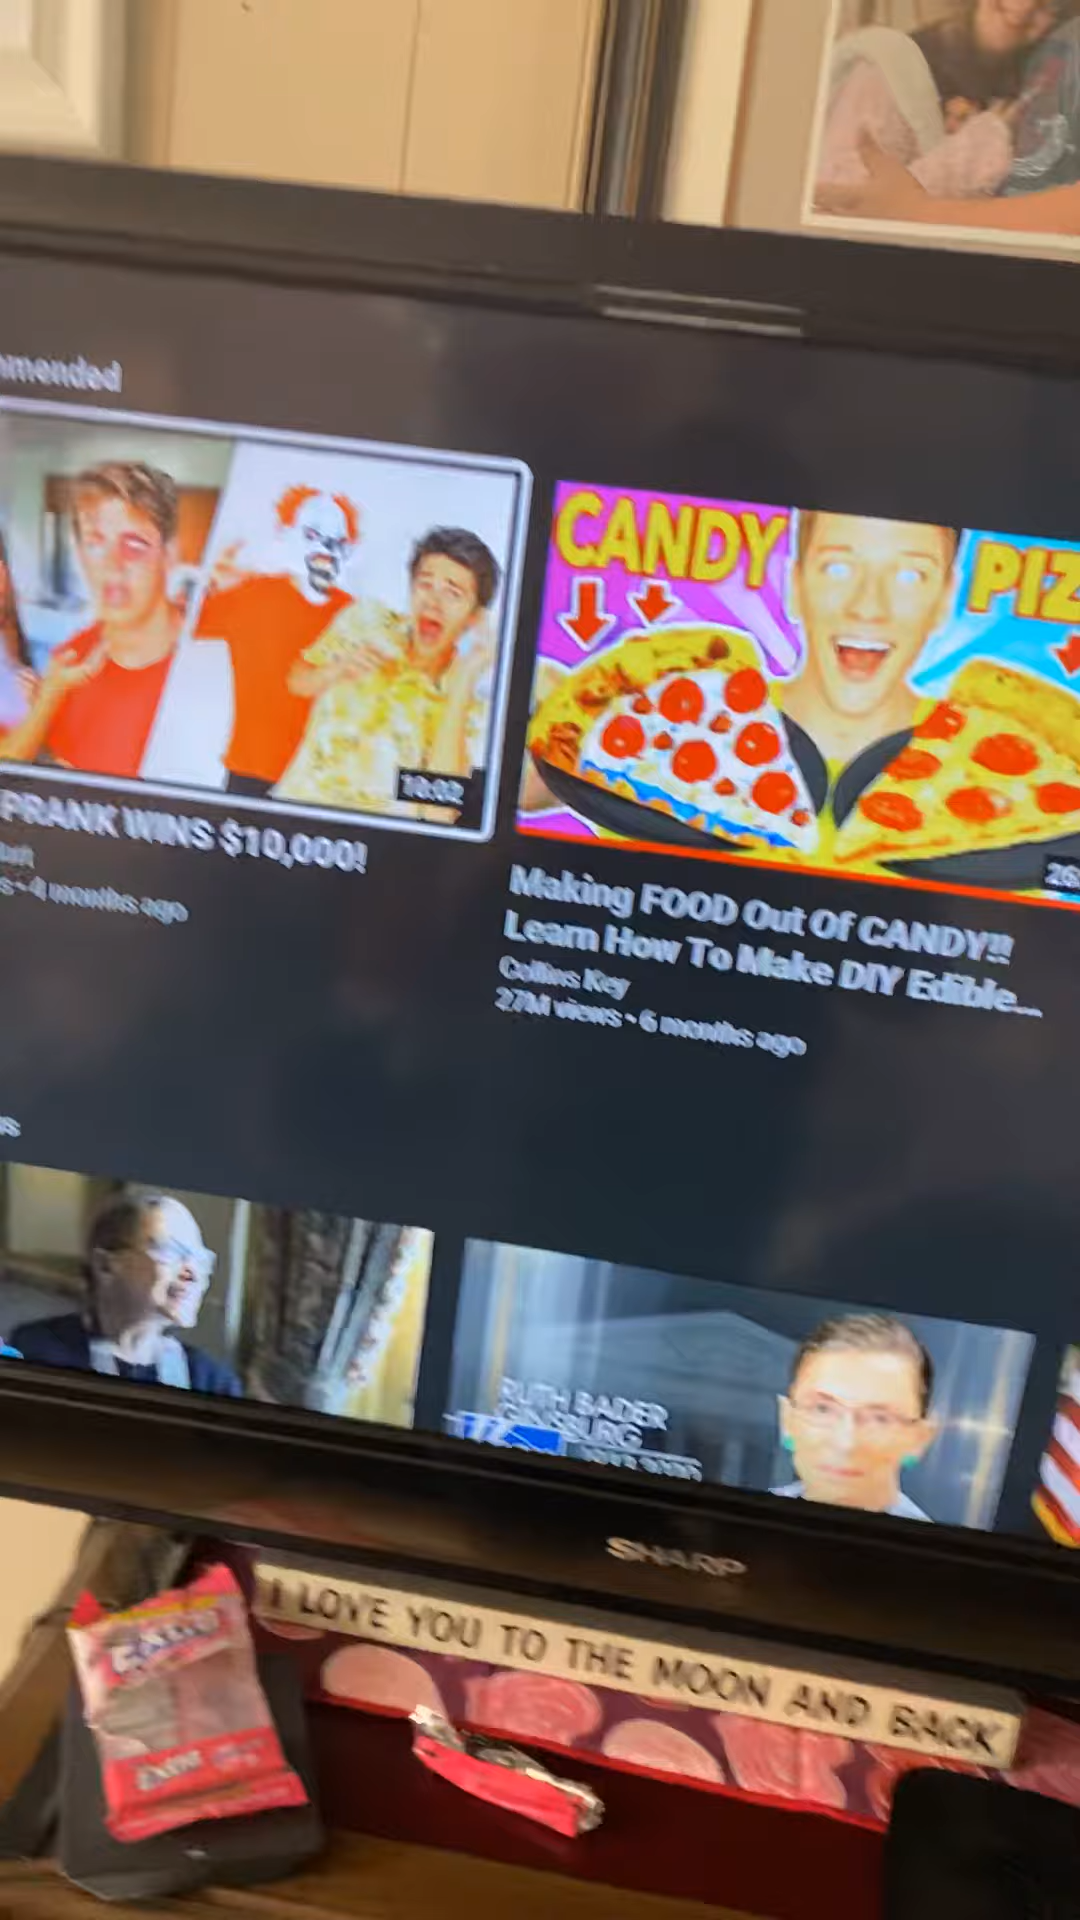 mmended
CANDY
PIZ
18:02
PRANK WINS $10,000!
4 months ago
26
Making FOOD Out Of CANDY!!
Learn How To Make DIY Edible...
Collins Key
27M views • 6 months ago
RUTH BADER
GINSBURG
SHARP
I LOVE YOU TO THE MOON AND BACK